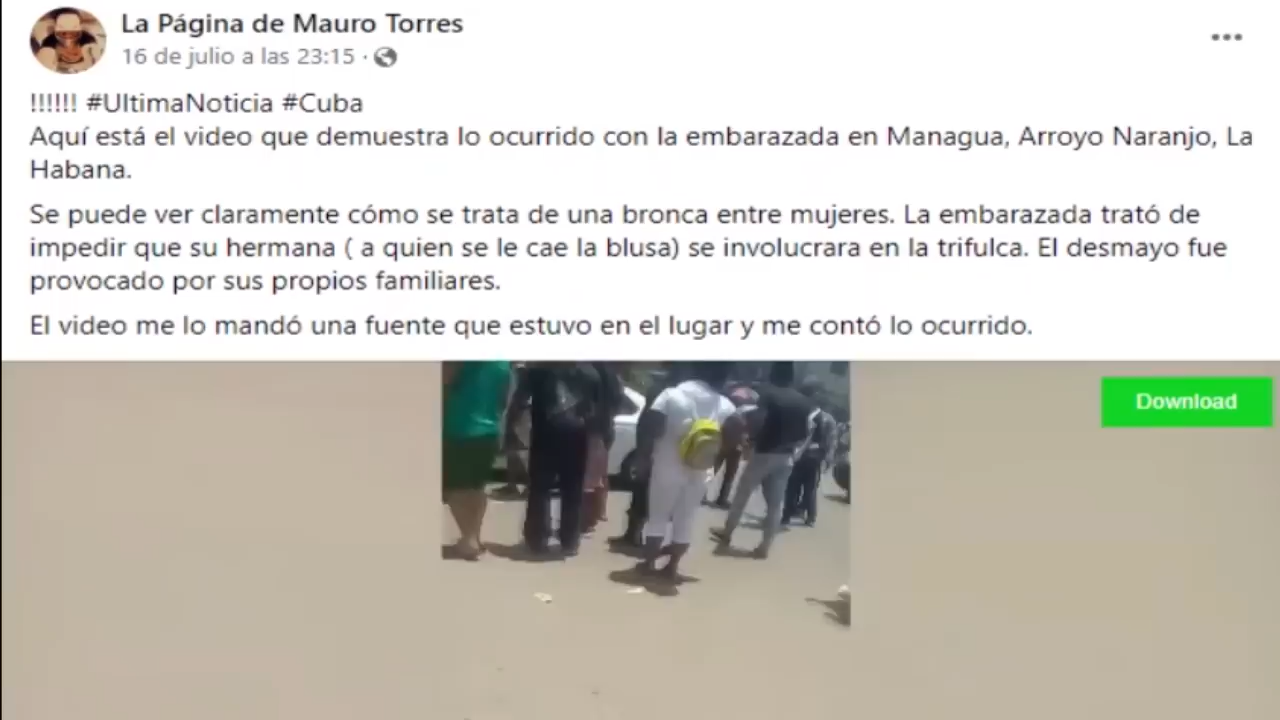 La Página de Mauro Torres
16 de julio a las 23:15 ·
!!!!!! #UltimaNoticia #Cuba
Aquí está el video que demuestra lo ocurrido con la embarazada en Managua, Arroyo Naranjo, La
Habana.
Se puede ver claramente cómo se trata de una bronca entre mujeres. La embarazada trató de
impedir que su hermana ( a quien se le cae la blusa) se involucrara en la trifulca. El desmayo fue
provocado por sus propios familiares.
El video me lo mandó una fuente que estuvo en el lugar y me contó lo ocurrido.
Download